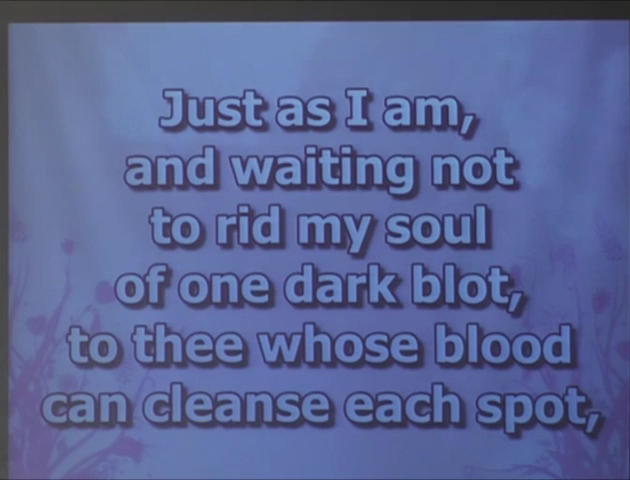 Just as I am,
and waiting not
to rid my soul
of one dark blot,
to thee whose blood
can cleanse each spot,